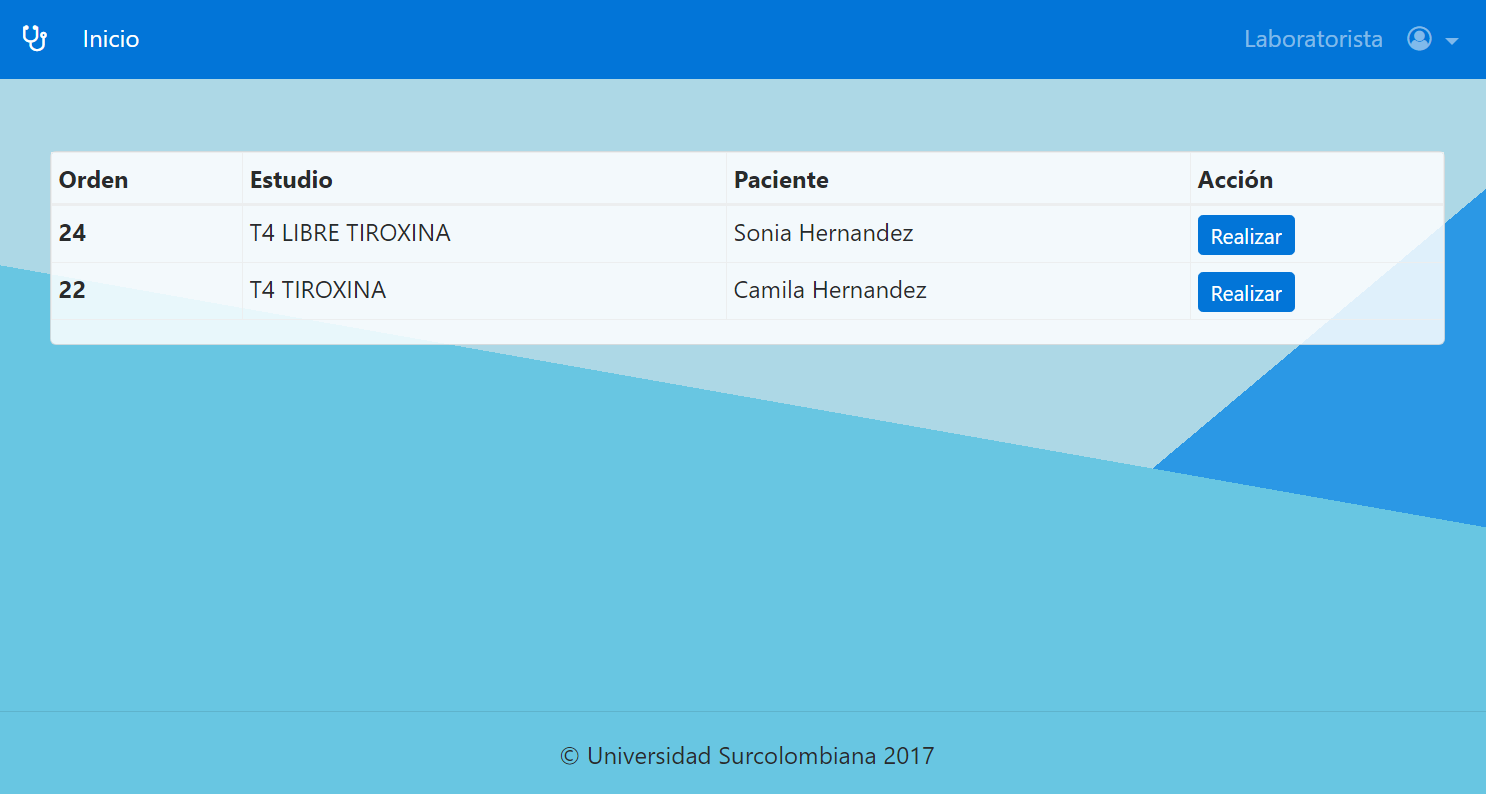 Inicio Laboratorista
Orden Estudio Paciente Acción
24 T4 LIBRE TIROXINA Sonia Hernandez Realizar
22 T4 TIROXINA Camila Hernandez Realizar
© Universidad Surcolombiana 2017